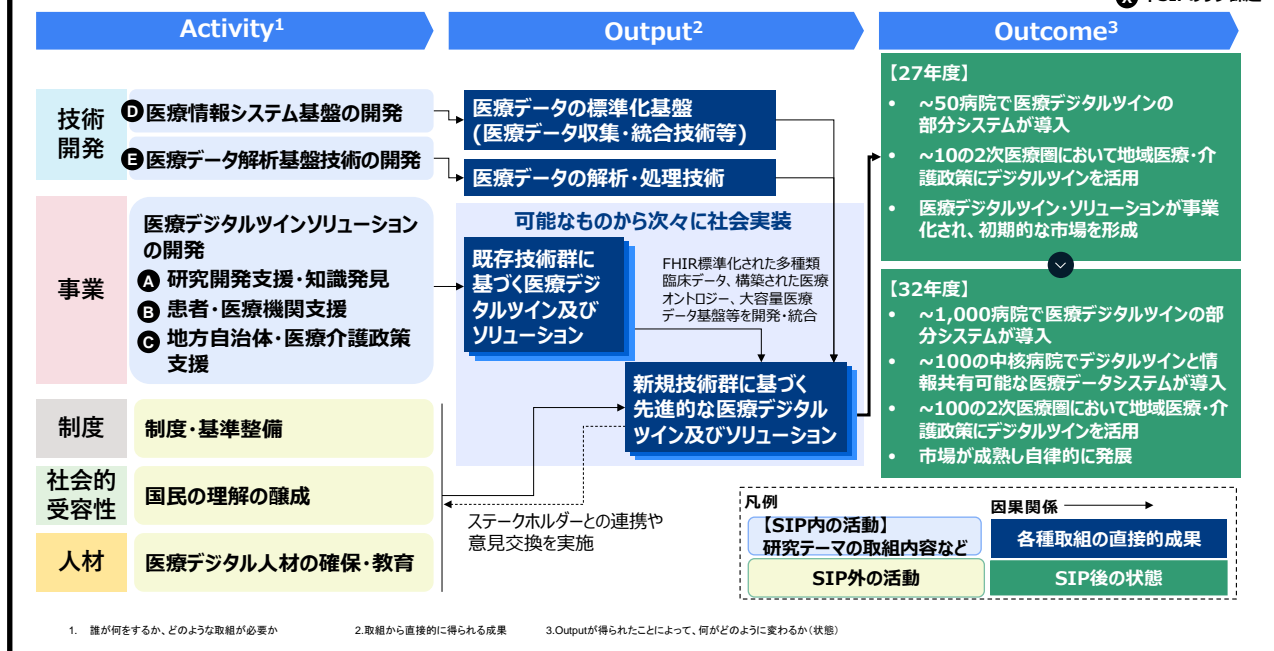 Activity1
Output2
Outcome3
技術
開発
D 医療情報システム基盤の開発
E 医療データ解析基盤技術の開発
医療データの標準化基盤
(医療データ収集・統合技術等)
医療データの解析・処理技術
事業
医療デジタルツインソリューション
の開発
A 研究開発支援・知識発見
B 患者・医療機関支援
C 地方自治体・医療介護政策
支援
可能なものから次々に社会実装
既存技術群に
基づく医療デジ
タルツイン及び
ソリューション
FHIR標準化された多種類
臨床データ、構築された医療
オントロジー、大容量医療
データ基盤等を開発・統合
新規技術群に基づく
先進的な医療デジタル
ツイン及びソリューション
制度
制度・基準整備
社会的
受容性
国民の理解の醸成
人材
医療デジタル人材の確保・教育
ステークホルダーとの連携や
意見交換を実施
【27年度】
• ~50病院で医療デジタルツインの
部分システムが導入
• ~10の2次医療圏において地域医療・介
護政策にデジタルツインを活用
• 医療デジタルツイン・ソリューションが事業
化され、初期的な市場を形成
【32年度】
• ~1,000病院で医療デジタルツインの部
分システムが導入
• ~100の中核病院でデジタルツインと情
報共有可能な医療データシステムが導入
• ~100の2次医療圏において地域医療・介
護政策にデジタルツインを活用
• 市場が成熟し自律的に発展
凡例
因果関係
【SIP内の活動】
研究テーマの取組内容など
各種取組の直接的成果
SIP外の活動
SIP後の状態
1. 誰が何をするか、どのような取組が必要か
2.取組から直接的に得られる成果
3.Outputが得られたことによって、何がどのように変わるか(状態)